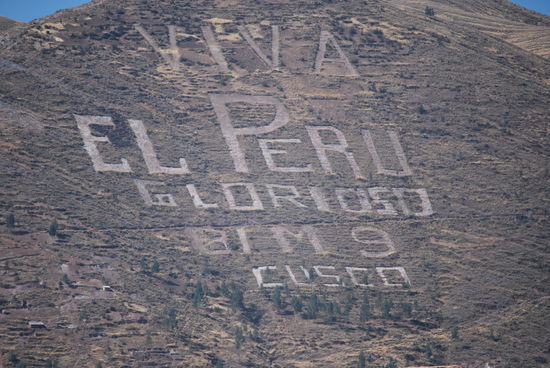 VIVA
EL PERU
GLORIOSO
BIM 9
CUSCO